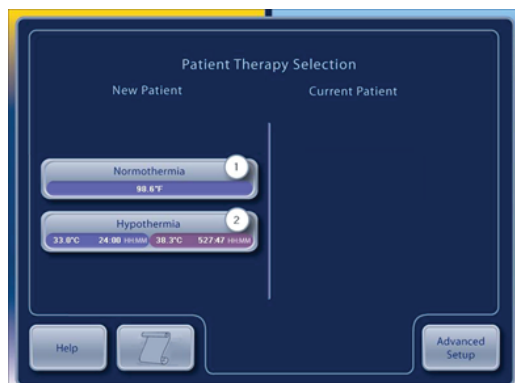 Patient Therapy Selection
New Patient
Current Patient
Normothermia
1
98.6°F
Hypothermia
2
33.0°C 24:00 HH:MM 38.3°C 527:47 HH:MM
Help
Advanced
Setup